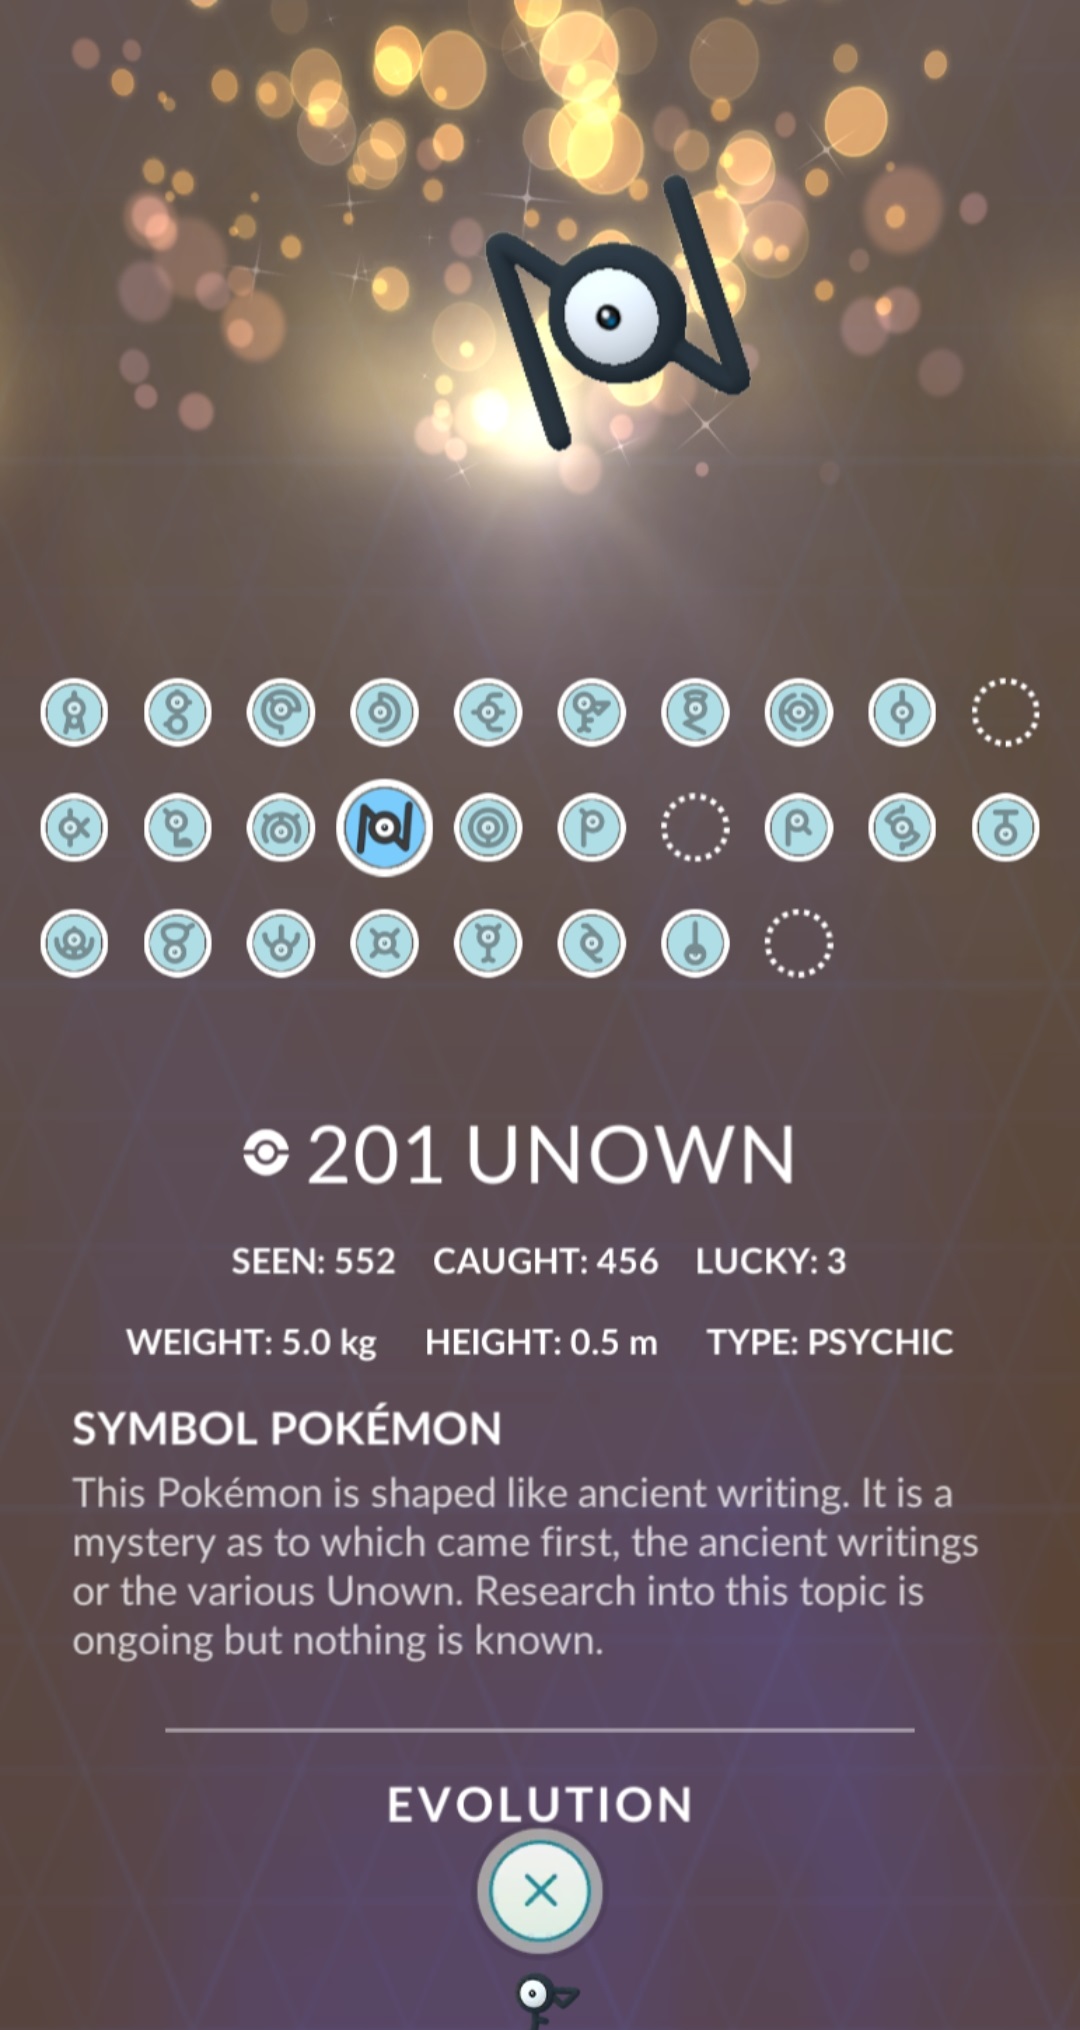 201 UNOWN
SEEN: 552 CAUGHT: 456 LUCKY: 3
WEIGHT: 5.0 kg HEIGHT: 0.5 m TYPE: PSYCHIC
SYMBOL POKÉMON
This Pokémon is shaped like ancient writing. It is a
mystery as to which came first, the ancient writings
or the various Unown. Research into this topic is
ongoing but nothing is known.
EVOLUTION